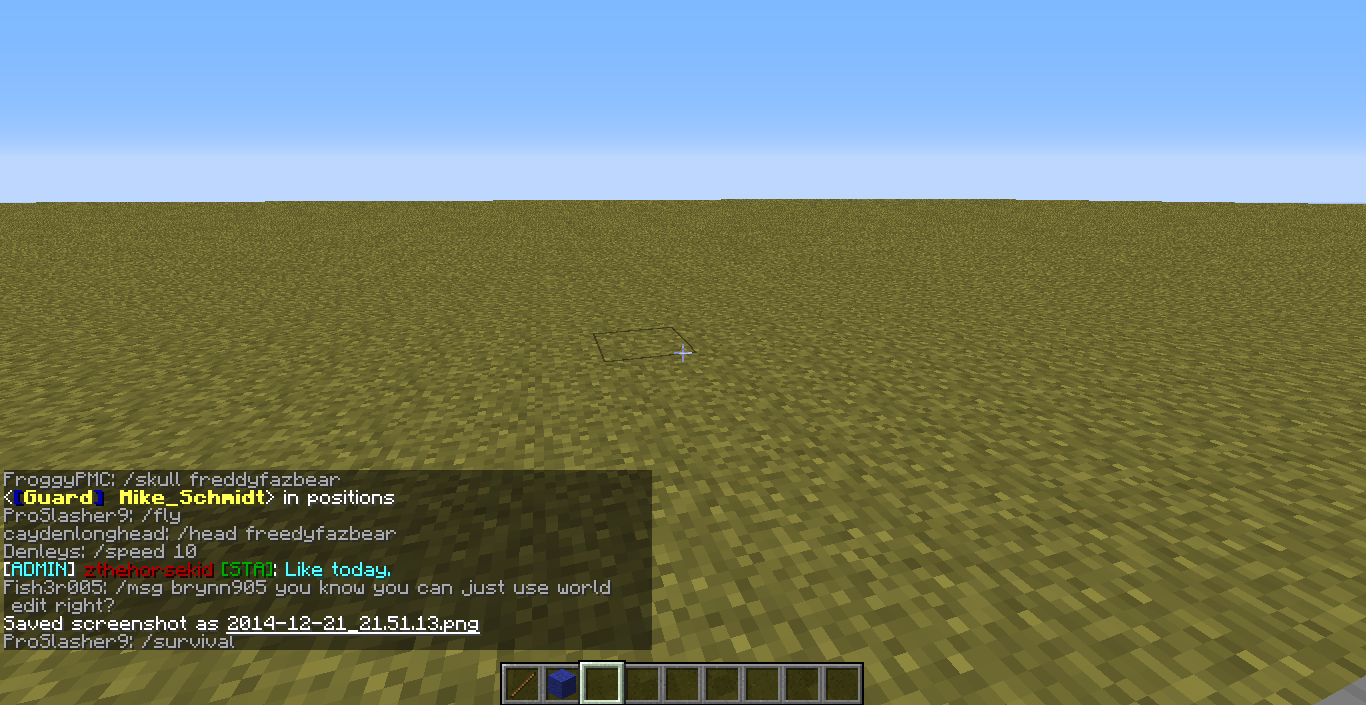 FroggyPMC: /skull freddyfazbear
<[Guard] Mike_Schmidt> in positions
ProSlasher9: /fly
caydenlonghead: /head freedyfazbear
Denleys: /speed 10
[ADMIN] zthehorsekid [STA]: Like today.
Fish3r005: /msg brynn905 you know you can just use world
edit right?
Saved screenshot as 2014-12-21_21.51.13.png
ProSlasher9: /survival